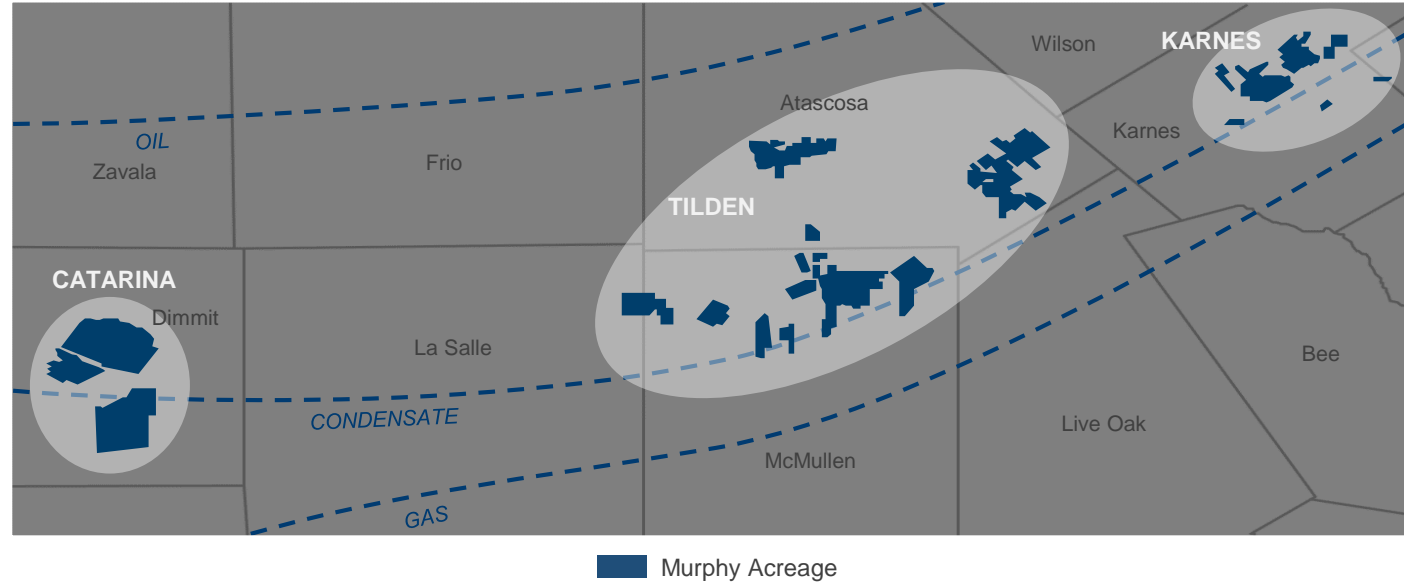 Wilson
KARNES
Atascosa
OIL
Karnes
Zavala
Frio
TILDEN
CATARINA
Dimmit
La Salle
Bee
CONDENSATE
Live Oak
McMullen
GAS
Murphy Acreage